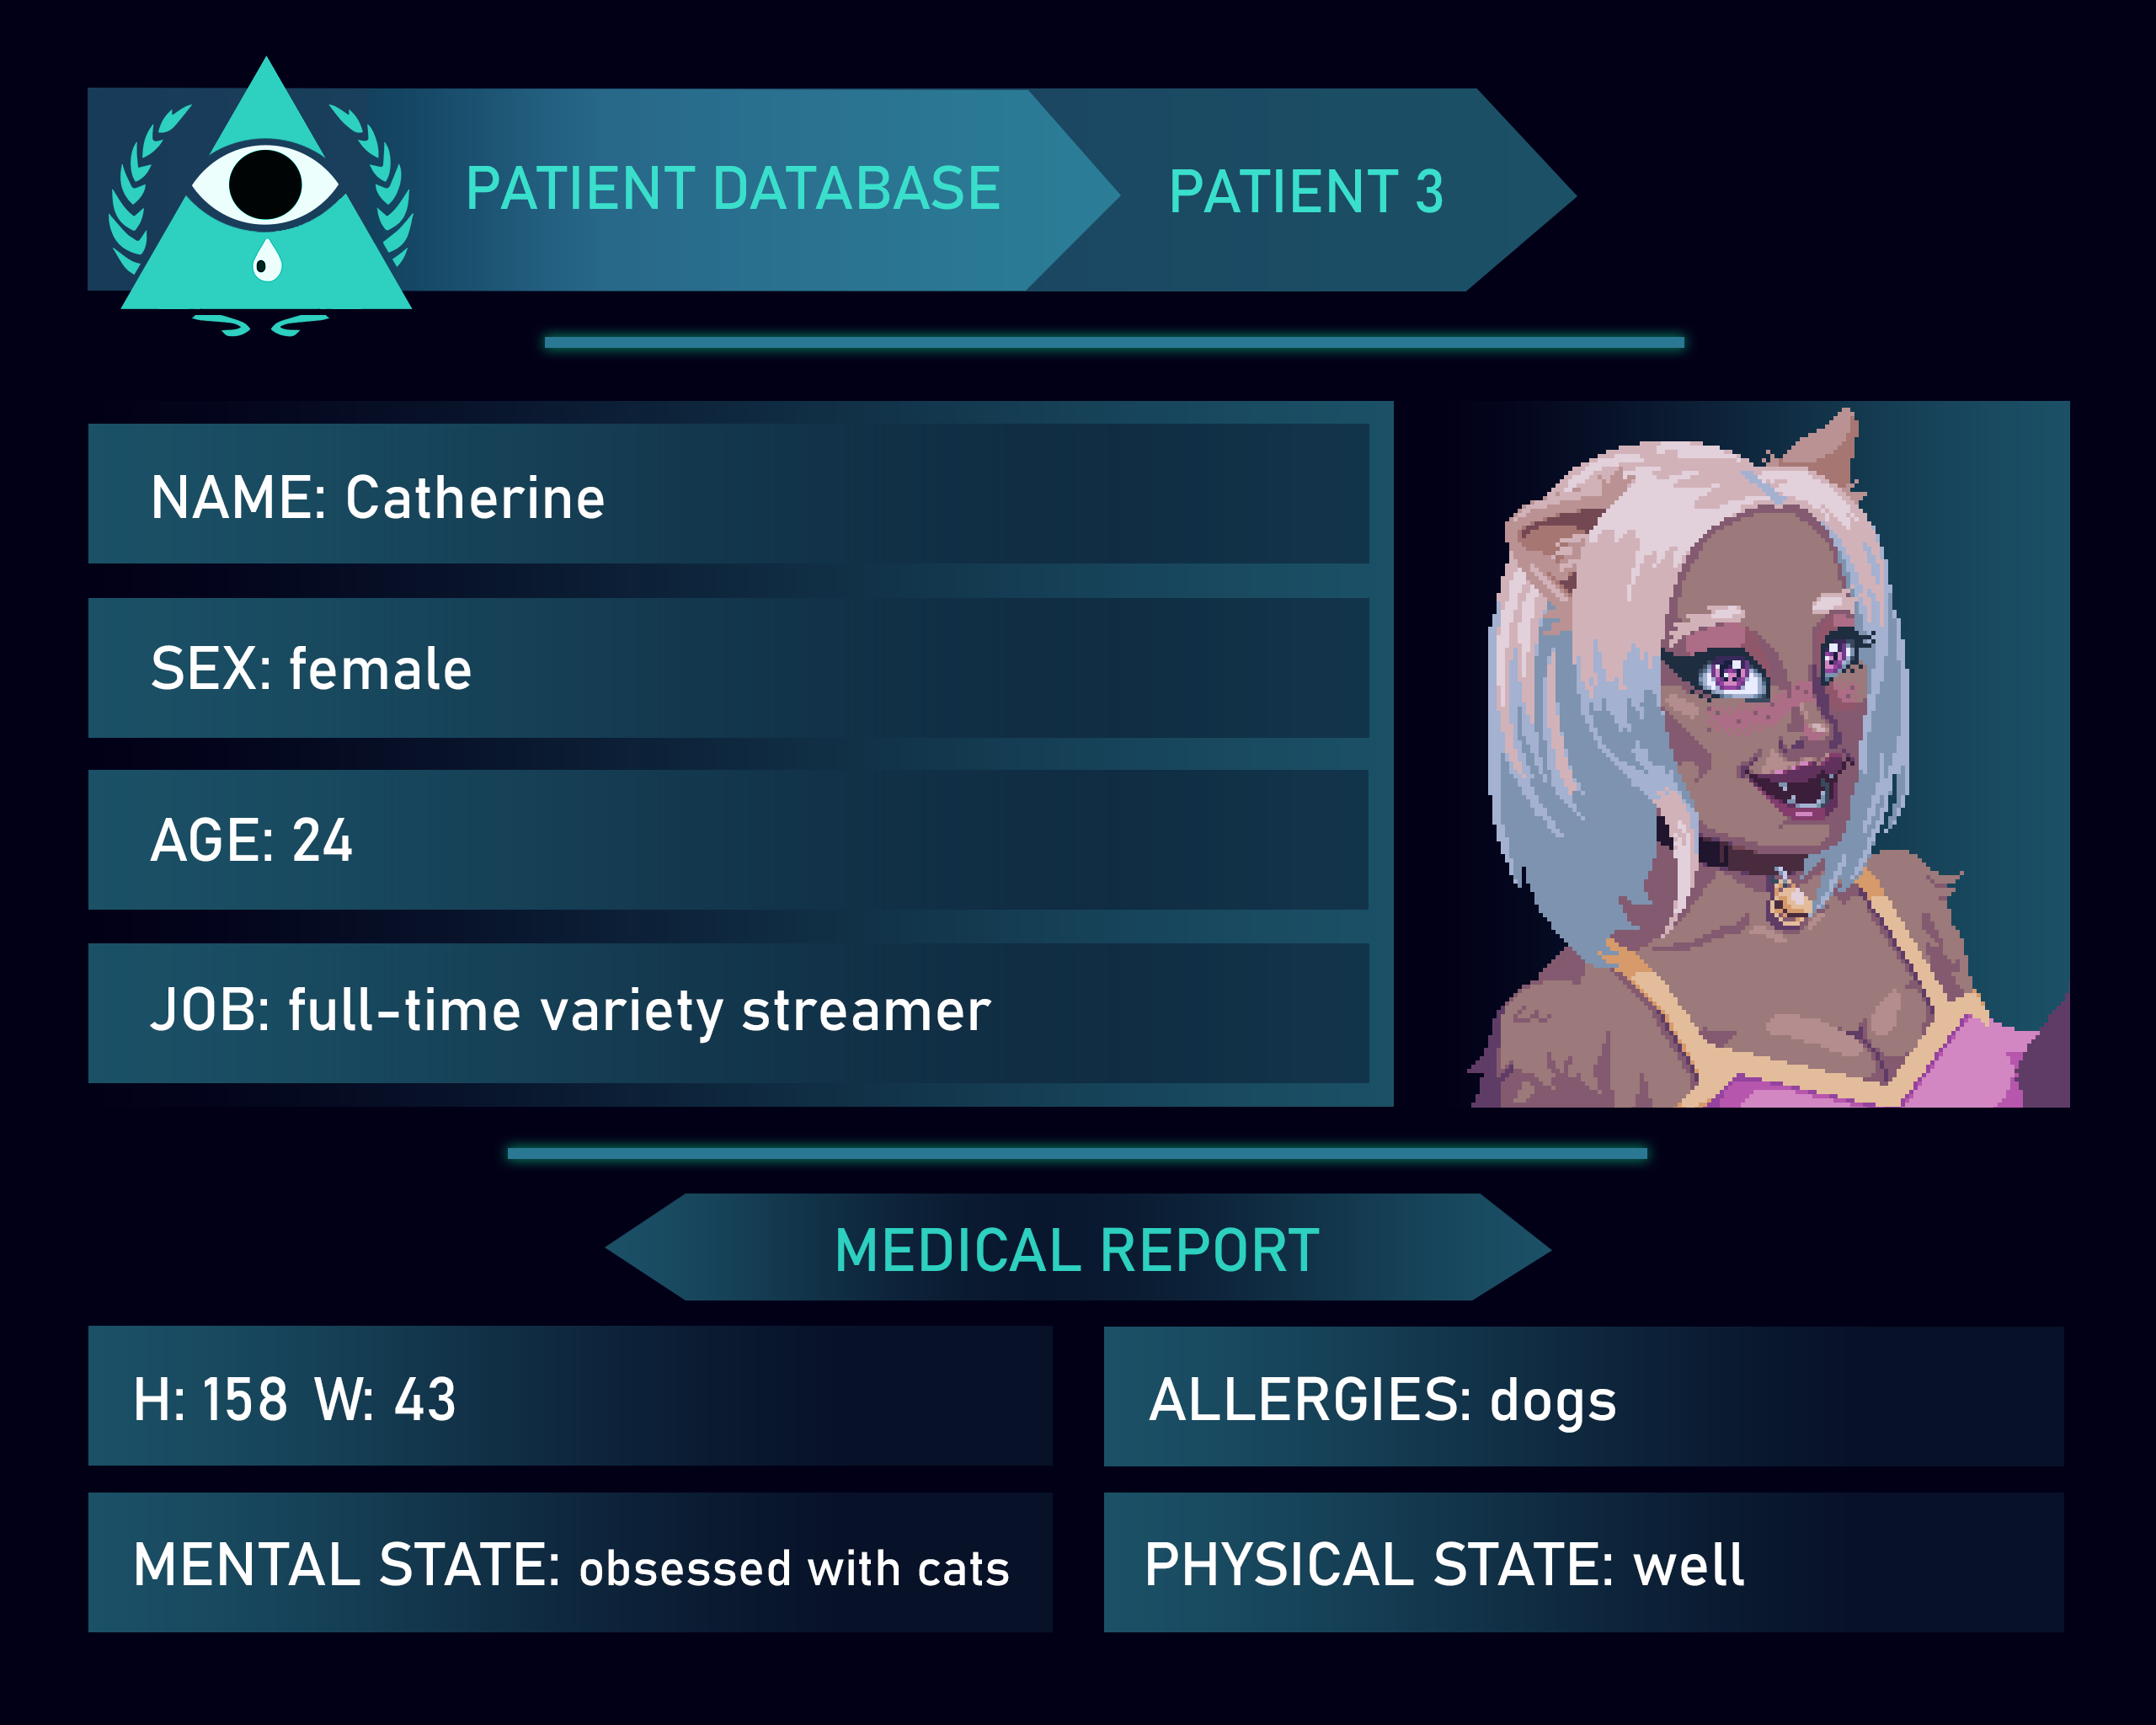 PATIENT DATABASE
PATIENT 3
NAME: Catherine
SEX: female
AGE: 24
JOB: full-time variety streamer
MEDICAL REPORT
H: 158 W: 43
ALLERGIES: dogs
MENTAL STATE: obsessed with cats
PHYSICAL STATE: well